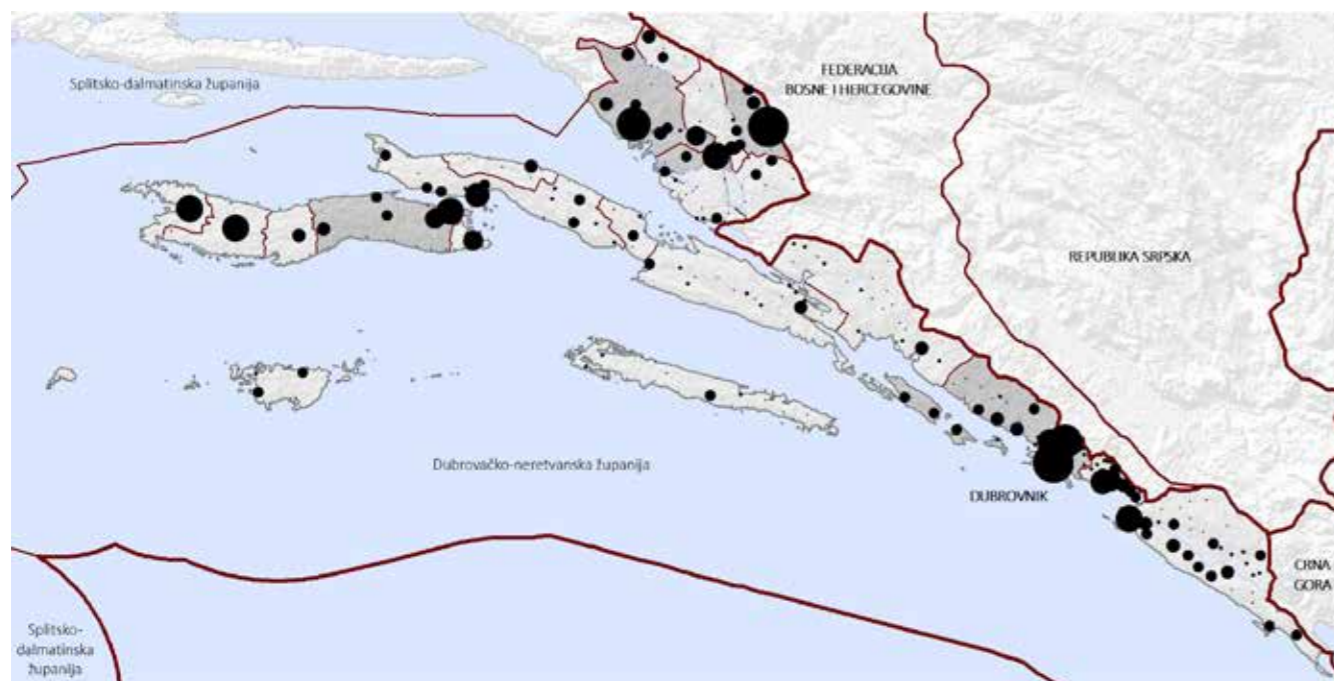 Splitsko-dalmatinska županija
FEDERACIJA
BOSNE I HERCEGOVINE
REPUBLIKA SRPSKA
Dubrovačko-neretvanska županija
DUBROVNIK
CRNA
GORA
Splitsko-
dalmatinska
županija